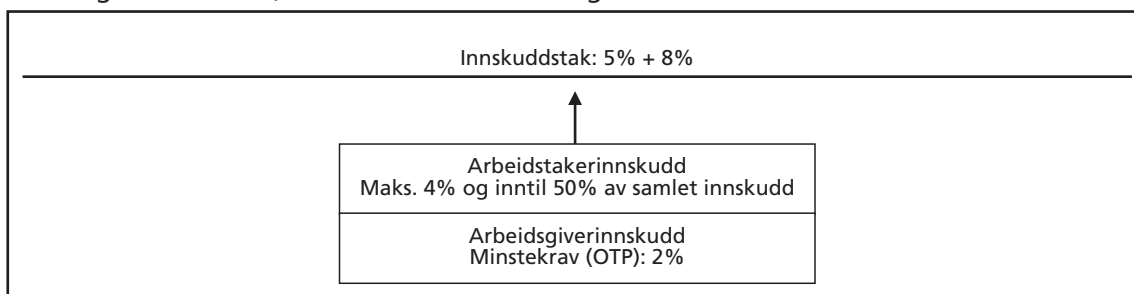 Innskuddstak: 5% + 8%
Arbeidstakerinnskudd
Maks. 4% og inntil 50% av samlet innskudd
Arbeidsgiverinnskudd
Minstekrav (OTP): 2%